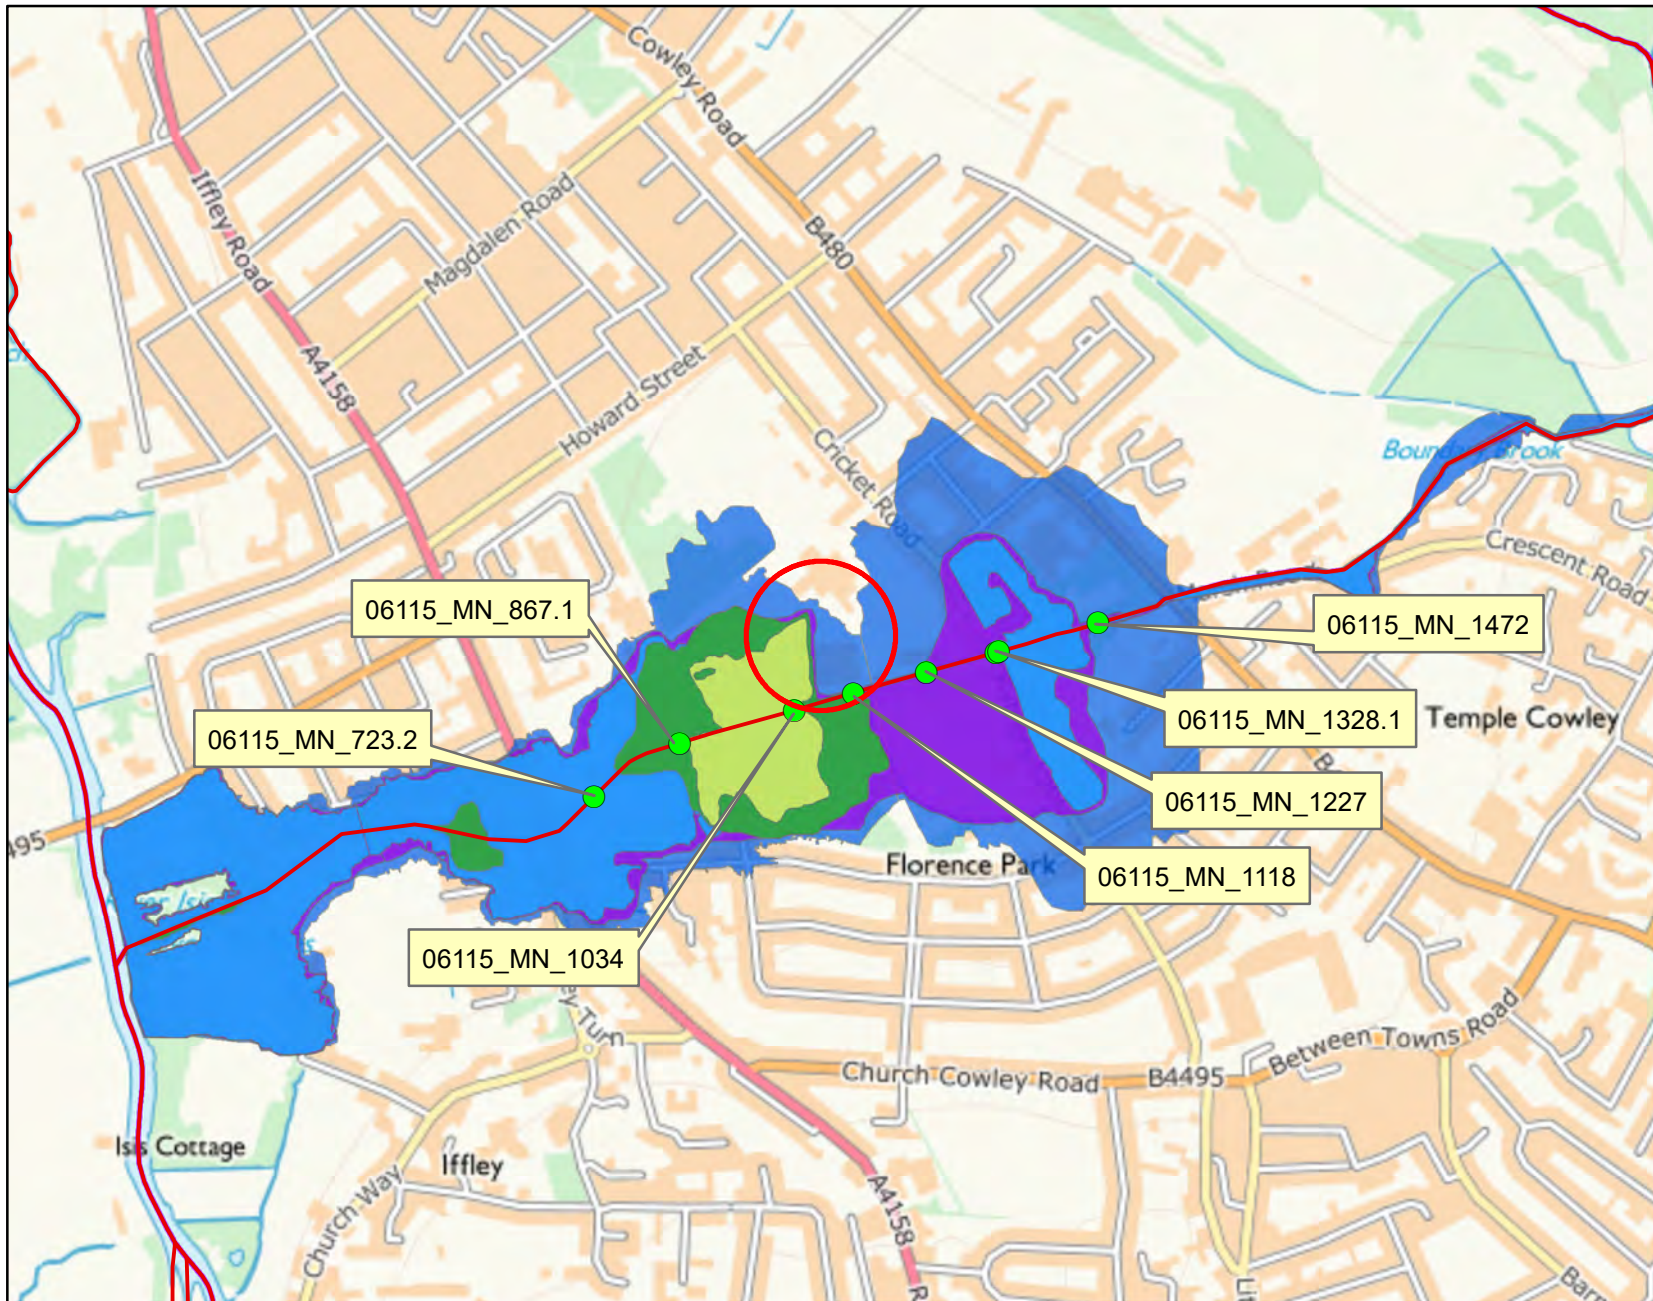 Cowley Road
Iffley Road
Magdalen Road
B480
A4158
Howard Street
Cricket Road
Boundary Brook
Crescent Road
06115_MN_867.1
06115_MN_1472
06115_MN_723.2
06115_MN_1328.1
Temple Cowley
06115_MN_1227
Florence Park
06115_MN_1118
06115_MN_1034
Turn
Between Towns Road
Church Cowley Road
B4495
Isis Cottage
Iffley
Church Way
A4158